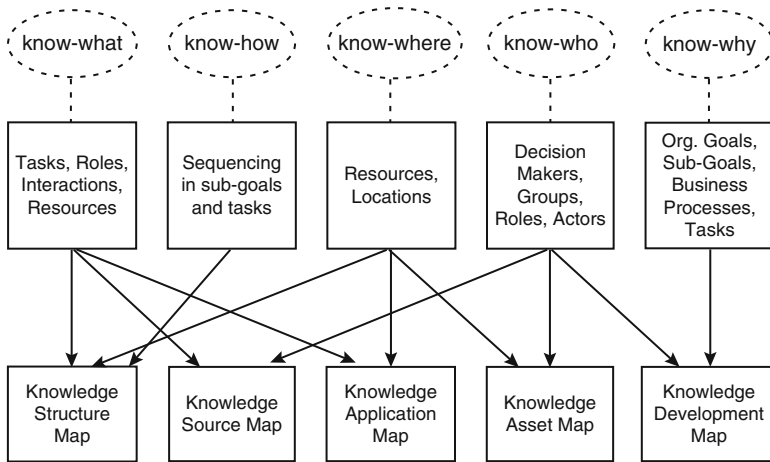 know-what
know-how
know-where
know-who
know-why
Tasks, Roles,
Interactions,
Resources
Sequencing
in sub-goals
and tasks
Resources,
Locations
Decision
Makers,
Groups,
Roles, Actors
Org. Goals,
Sub-Goals,
Business
Processes,
Tasks
Knowledge
Structure
Map
Knowledge
Source Map
Knowledge
Application
Map
Knowledge
Asset Map
Knowledge
Development
Map